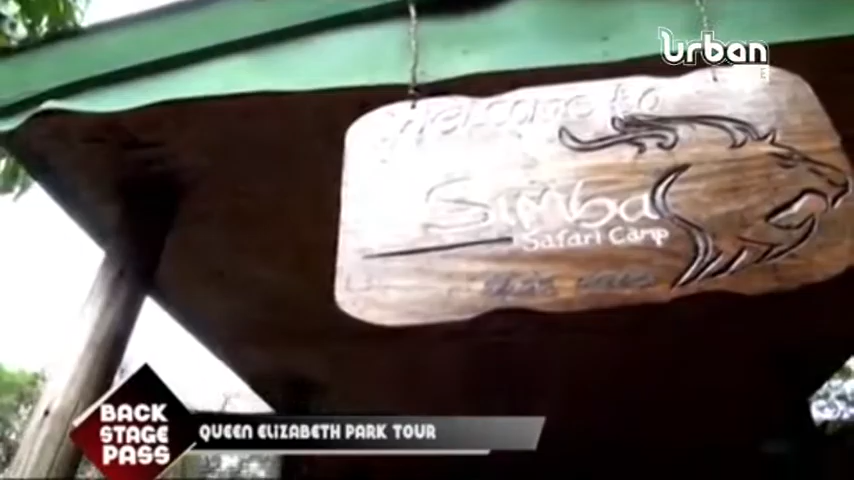 urban
Welcome to
Simba
Safari Camp
BACK
STAGE
PASS
QUEEN ELIZABETH PARK TOUR